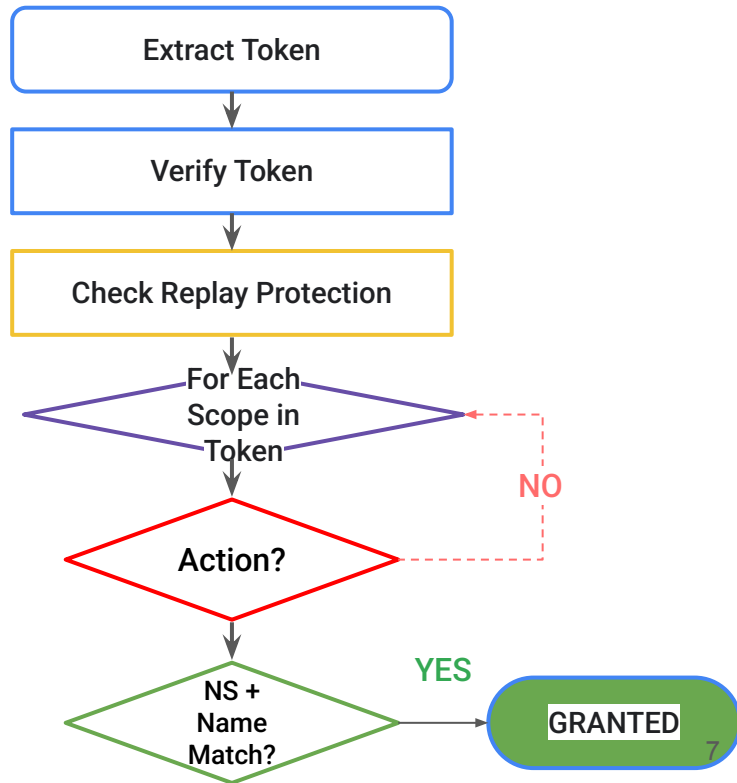 Extract Token
Verify Token
Check Replay Protection
For Each
Scope in
Token
NO
Action?
YES
NS +
Name
Match?
GRANTED
7